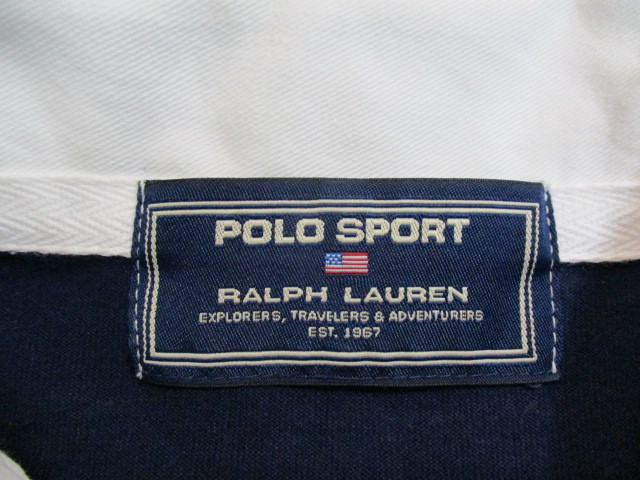 POLO SPORT
RALPH LAUREN
EXPLORERS, TRAVELERS & ADVENTURERS
EST. 1967